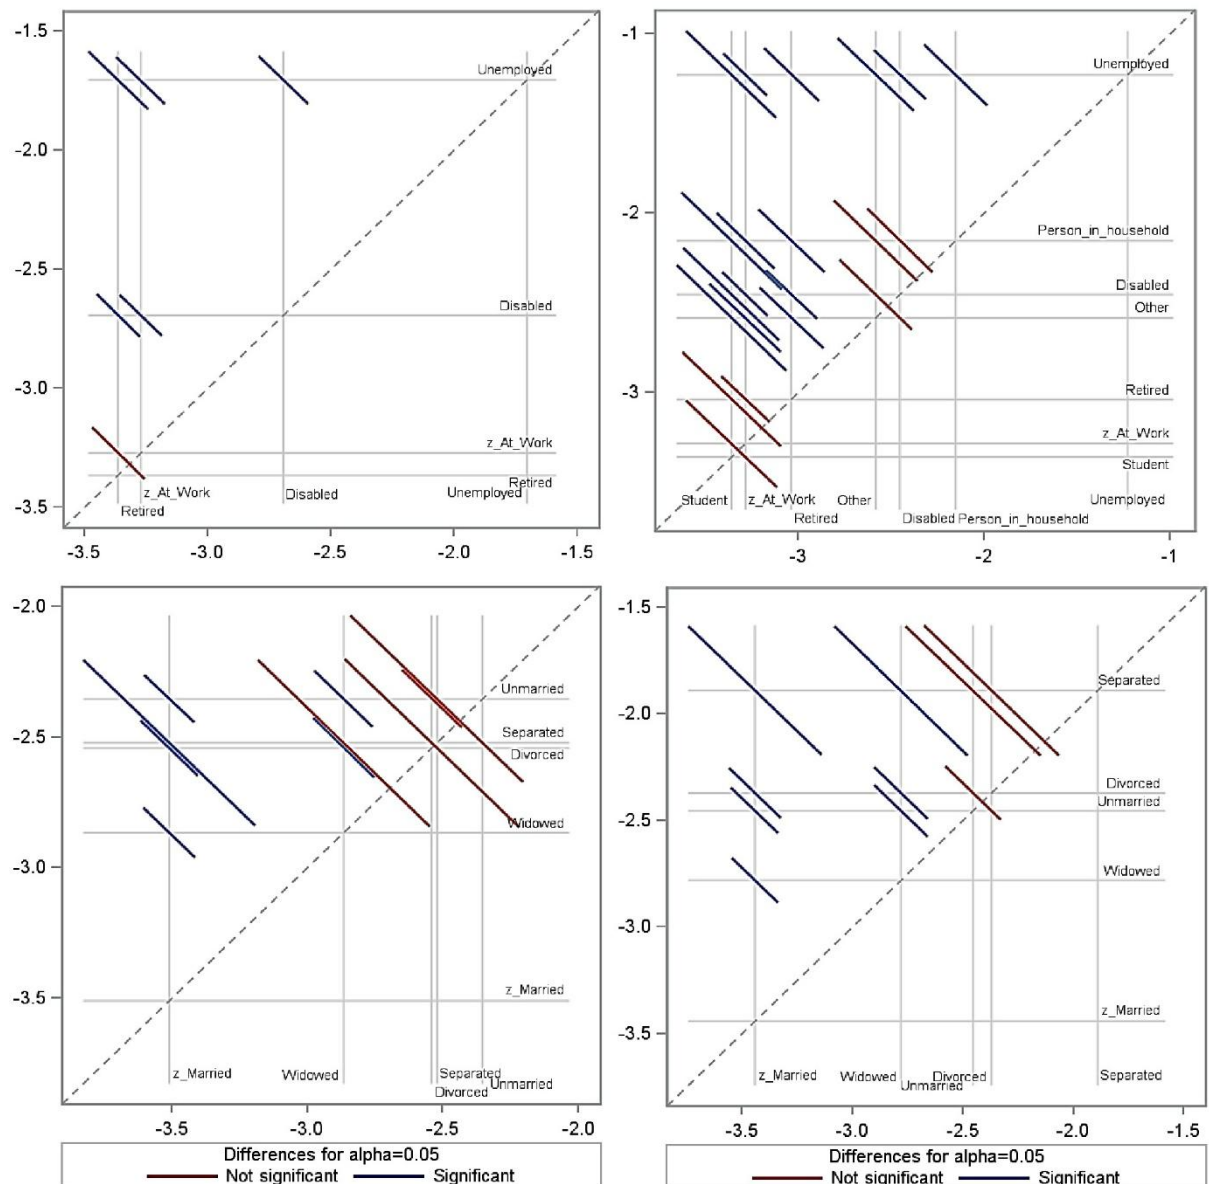 -1.5
-2.0
-2.5
-3.0
-3.5
Unemployed
Disabled
z_At_Work
Retired
z_At_Work
Disabled
Unemployed
Retired
-3.5
-3.0
-2.5
-2.0
-1.5
-1
-2
-3
Unemployed
Person_in_household
Disabled
Other
Retired
z_At_Work
Student
Student
z_At_Work
Other
Unemployed
Retired
Disabled
Person_in_household
-3
-2
-1
-2.0
-2.5
-3.0
-3.5
Unmarried
Separated
Divorced
Widowed
z_Married
z_Married
Widowed
Separated
Divorced
Unmarried
-3.5
-3.0
-2.5
-2.0
Differences for alpha=0.05
Not significant
Significant
-1.5
-2.0
-2.5
-3.0
-3.5
Separated
Divorced
Unmarried
Widowed
z_Married
z_Married
Widowed
Divorced
Separated
Unmarried
-3.5
-3.0
-2.5
-2.0
-1.5
Differences for alpha=0.05
Not significant
Significant